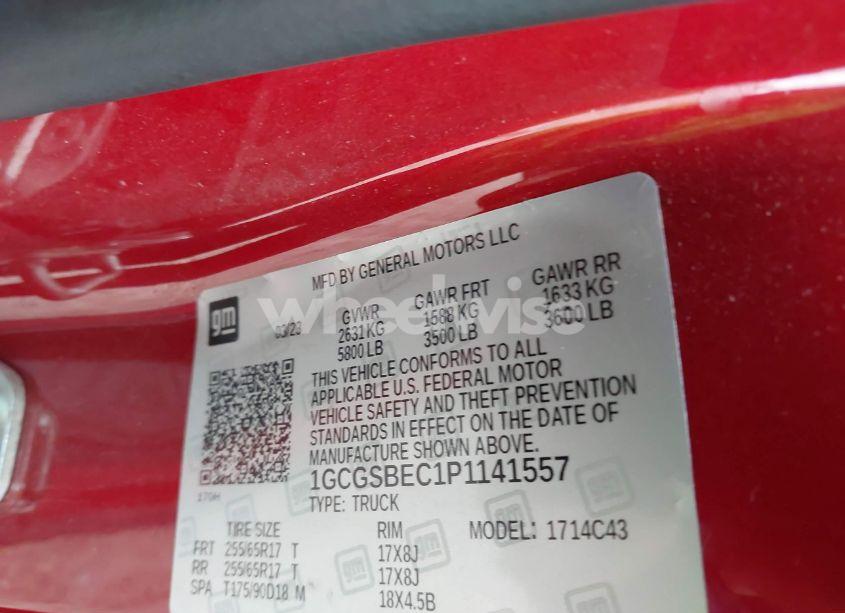 MFD BY GENERAL MOTORS LLC
gm
03/23
GVWR GAWR FRT GAWR RR
2631 KG 1588 KG 1633 KG
5800 LB 3500 LB 3600 LB
THIS VEHICLE CONFORMS TO ALL
APPLICABLE U.S. FEDERAL MOTOR
VEHICLE SAFETY AND THEFT PREVENTION
STANDARDS IN EFFECT ON THE DATE OF
MANUFACTURE SHOWN ABOVE.
1GCGSBEC1P1141557
170H
TYPE: TRUCK
TIRE SIZE RIM MODEL: 1714C43
FRT 255/65R17 T 17X8J
RR 255/65R17 T 17X8J
SPA T175/90D18 M 18X4.5B
wheelwise